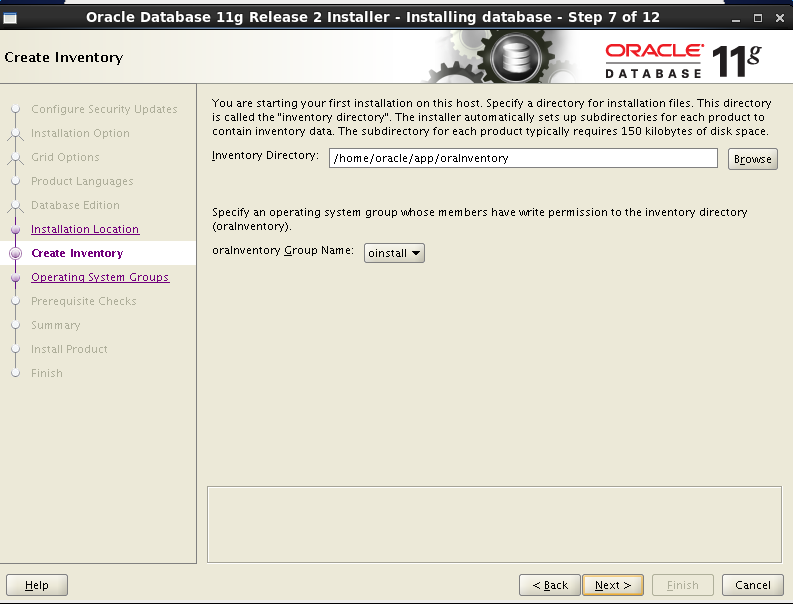 Oracle Database 11g Release 2 Installer - Installing database - Step 7 of 12
Create Inventory
ORACLE
DATABASE 11g
Configure Security Updates
Installation Option
Grid Options
Product Languages
Database Edition
Installation Location
Create Inventory
Operating System Groups
Prerequisite Checks
Summary
Install Product
Finish
You are starting your first installation on this host. Specify a directory for installation files. This directory
is called the "inventory directory". The installer automatically sets up subdirectories for each product to
contain inventory data. The subdirectory for each product typically requires 150 kilobytes of disk space.
Inventory Directory: /home/oracle/app/oraInventory Browse
Specify an operating system group whose members have write permission to the inventory directory
(oraInventory).
oraInventory Group Name: oinstall
Help < Back Next > Finish Cancel